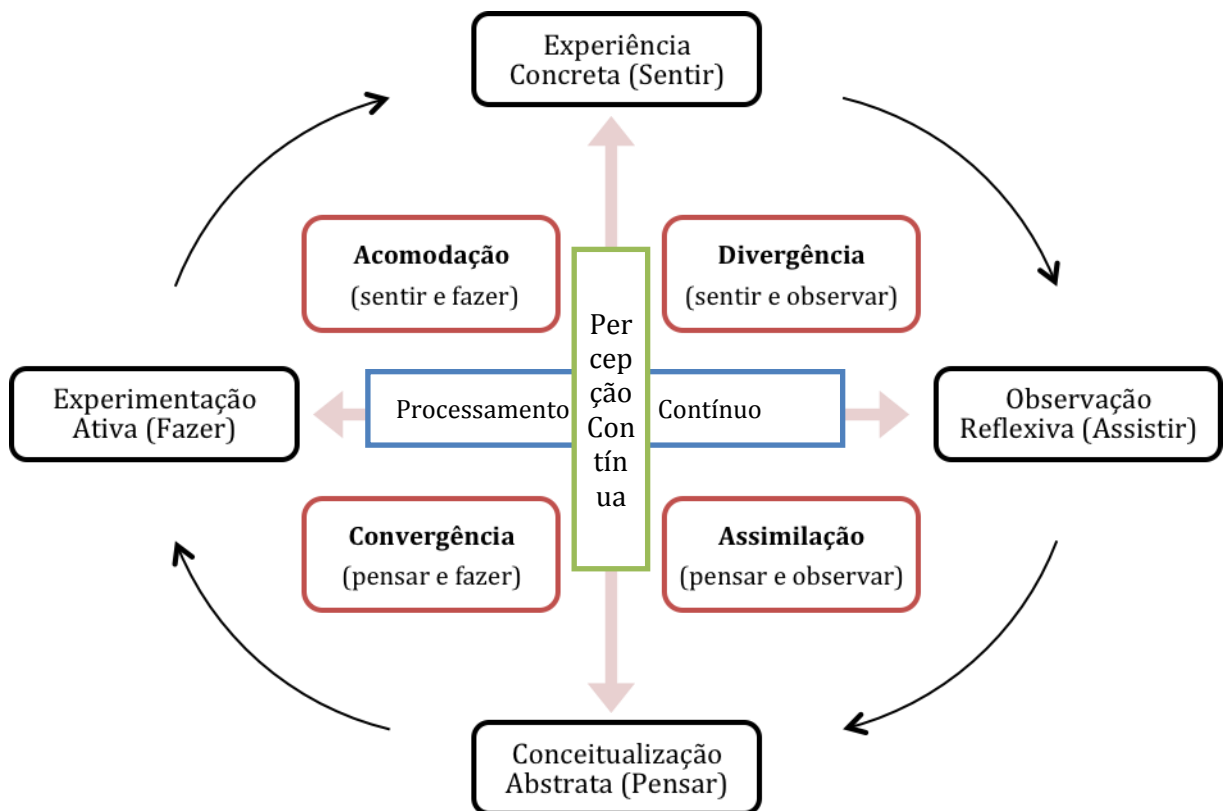 Experiência
Concreta (Sentir)
Acomodação
(sentir e fazer)
Divergência
(sentir e observar)
Experimentação
Ativa (Fazer)
Processamento
Contínuo
Per
cep
ção
Con
tín
ua
Observação
Reflexiva (Assistir)
Convergência
(pensar e fazer)
Assimilação
(pensar e observar)
Conceitualização
Abstrata (Pensar)